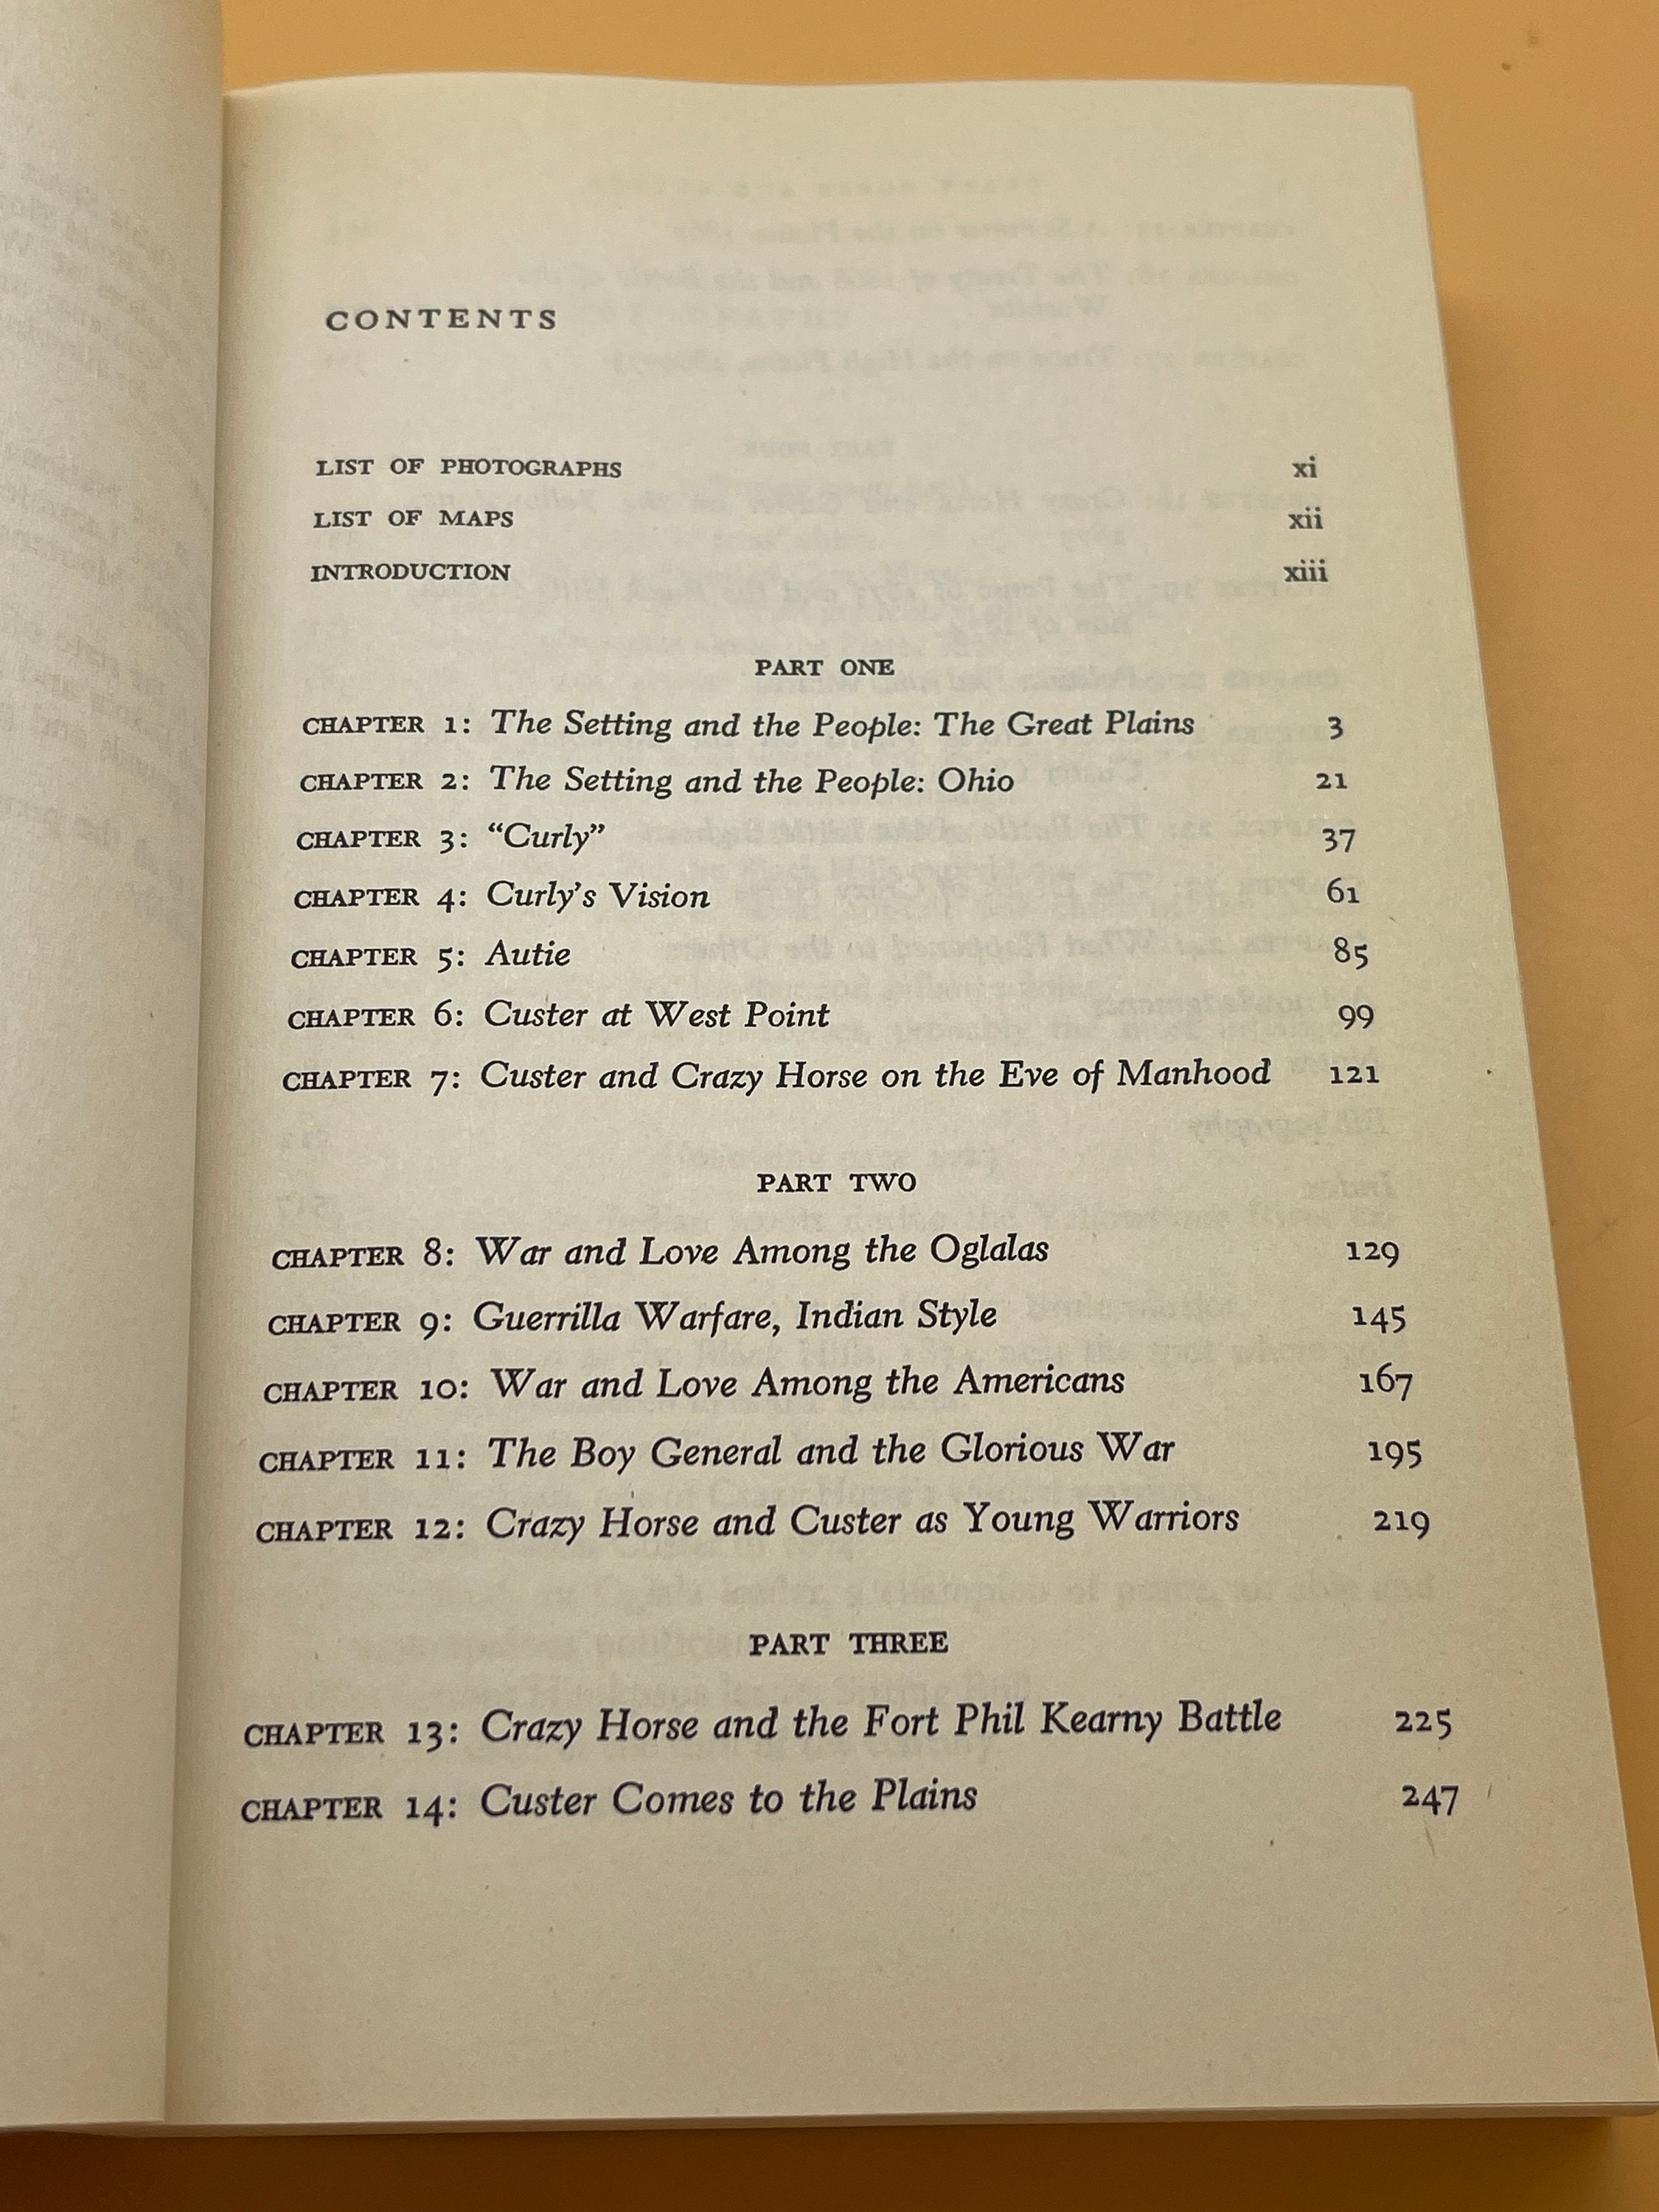 CONTENTS
LIST OF PHOTOGRAPHS xi
LIST OF MAPS xii
INTRODUCTION xiii
PART ONE
CHAPTER 1: The Setting and the People: The Great Plains 3
CHAPTER 2: The Setting and the People: Ohio 21
CHAPTER 3: “Curly” 37
CHAPTER 4: Curly’s Vision 61
CHAPTER 5: Autie 85
CHAPTER 6: Custer at West Point 99
CHAPTER 7: Custer and Crazy Horse on the Eve of Manhood 121
PART TWO
CHAPTER 8: War and Love Among the Oglalas 129
CHAPTER 9: Guerrilla Warfare, Indian Style 145
CHAPTER 10: War and Love Among the Americans 167
CHAPTER 11: The Boy General and the Glorious War 195
CHAPTER 12: Crazy Horse and Custer as Young Warriors 219
PART THREE
CHAPTER 13: Crazy Horse and the Fort Phil Kearny Battle 225
CHAPTER 14: Custer Comes to the Plains 247